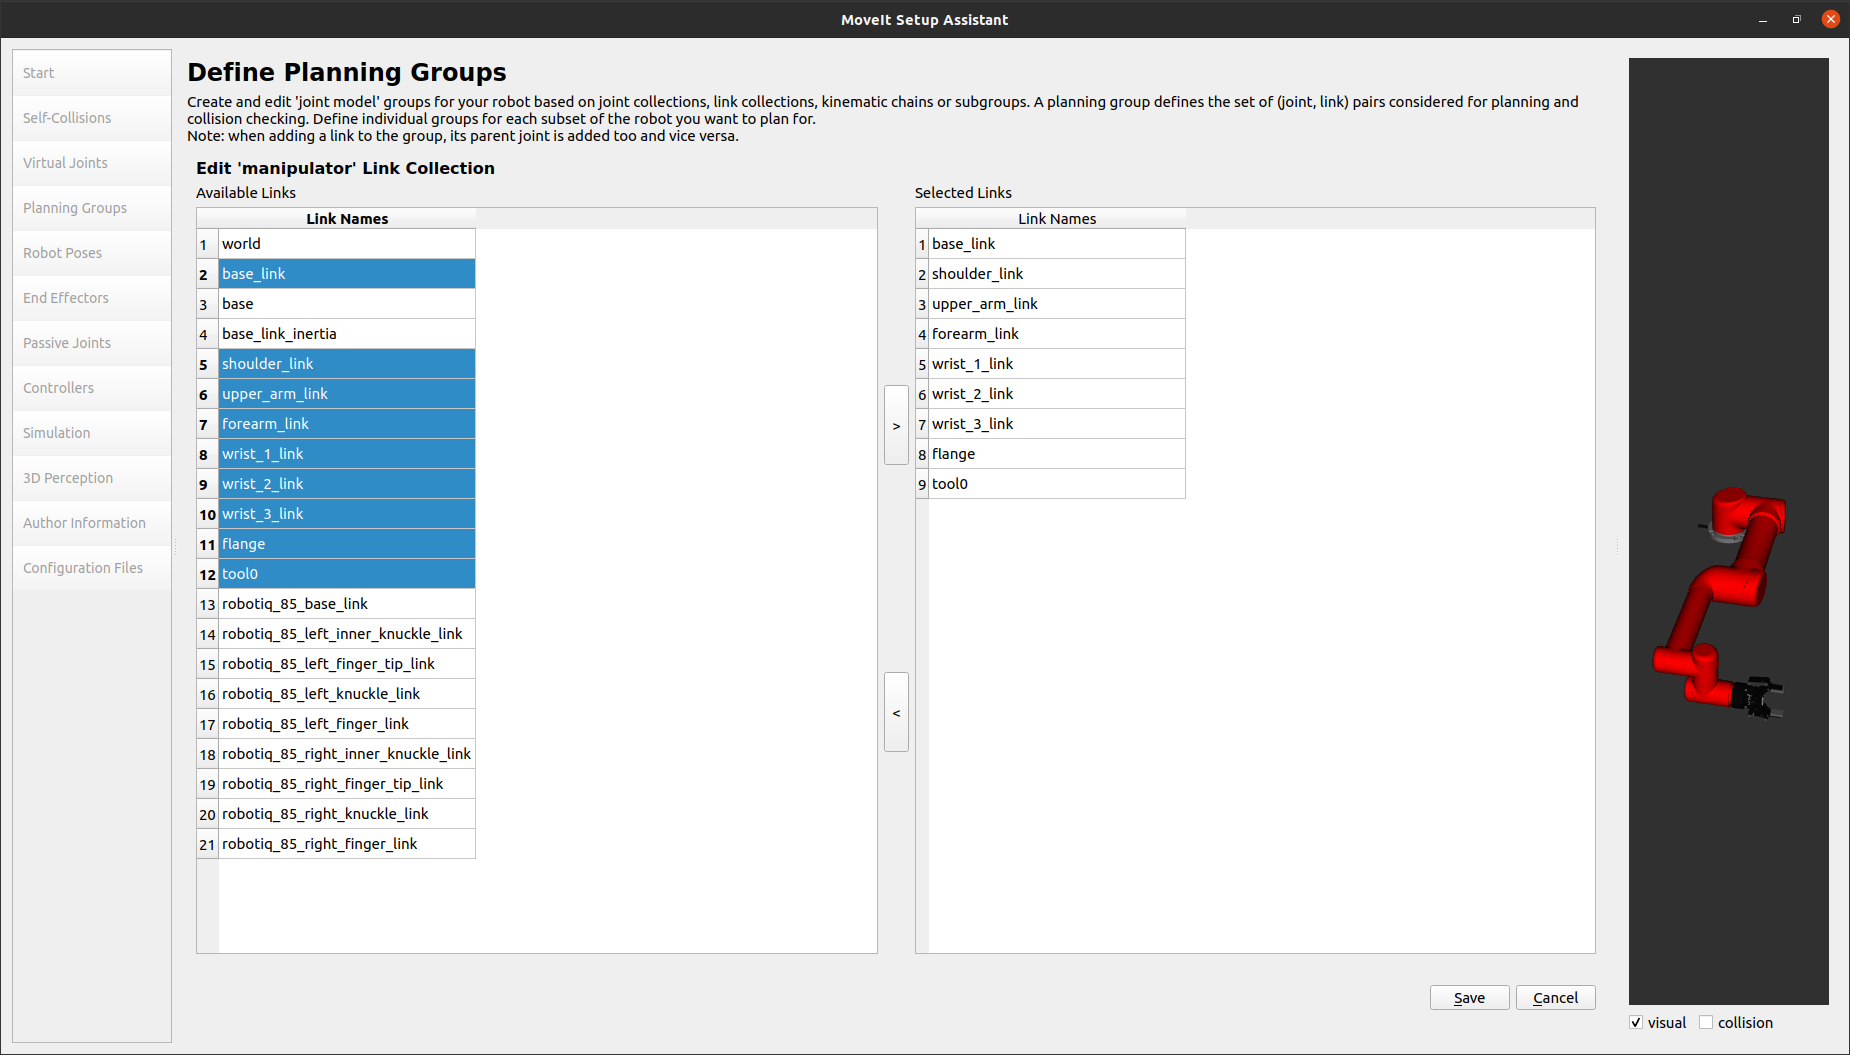 MoveIt Setup Assistant
Start
Self-Collisions
Virtual Joints
Planning Groups
Robot Poses
End Effectors
Passive Joints
Controllers
Simulation
3D Perception
Author Information
Configuration Files
Define Planning Groups
Create and edit 'joint model' groups for your robot based on joint collections, link collections, kinematic chains or subgroups. A planning group defines the set of (joint, link) pairs considered for planning and
collision checking. Define individual groups for each subset of the robot you want to plan for.
Note: when adding a link to the group, its parent joint is added too and vice versa.
Edit 'manipulator' Link Collection
Available Links
Link Names
1 world
2 base_link
3 base
4 base_link_inertia
5 shoulder_link
6 upper_arm_link
7 forearm_link
8 wrist_1_link
9 wrist_2_link
10 wrist_3_link
11 flange
12 tool0
13 robotiq_85_base_link
14 robotiq_85_left_inner_knuckle_link
15 robotiq_85_left_finger_tip_link
16 robotiq_85_left_knuckle_link
17 robotiq_85_left_finger_link
18 robotiq_85_right_inner_knuckle_link
19 robotiq_85_right_finger_tip_link
20 robotiq_85_right_knuckle_link
21 robotiq_85_right_finger_link
>
<
Selected Links
Link Names
1 base_link
2 shoulder_link
3 upper_arm_link
4 forearm_link
5 wrist_1_link
6 wrist_2_link
7 wrist_3_link
8 flange
9 tool0
Save
Cancel
visual
collision